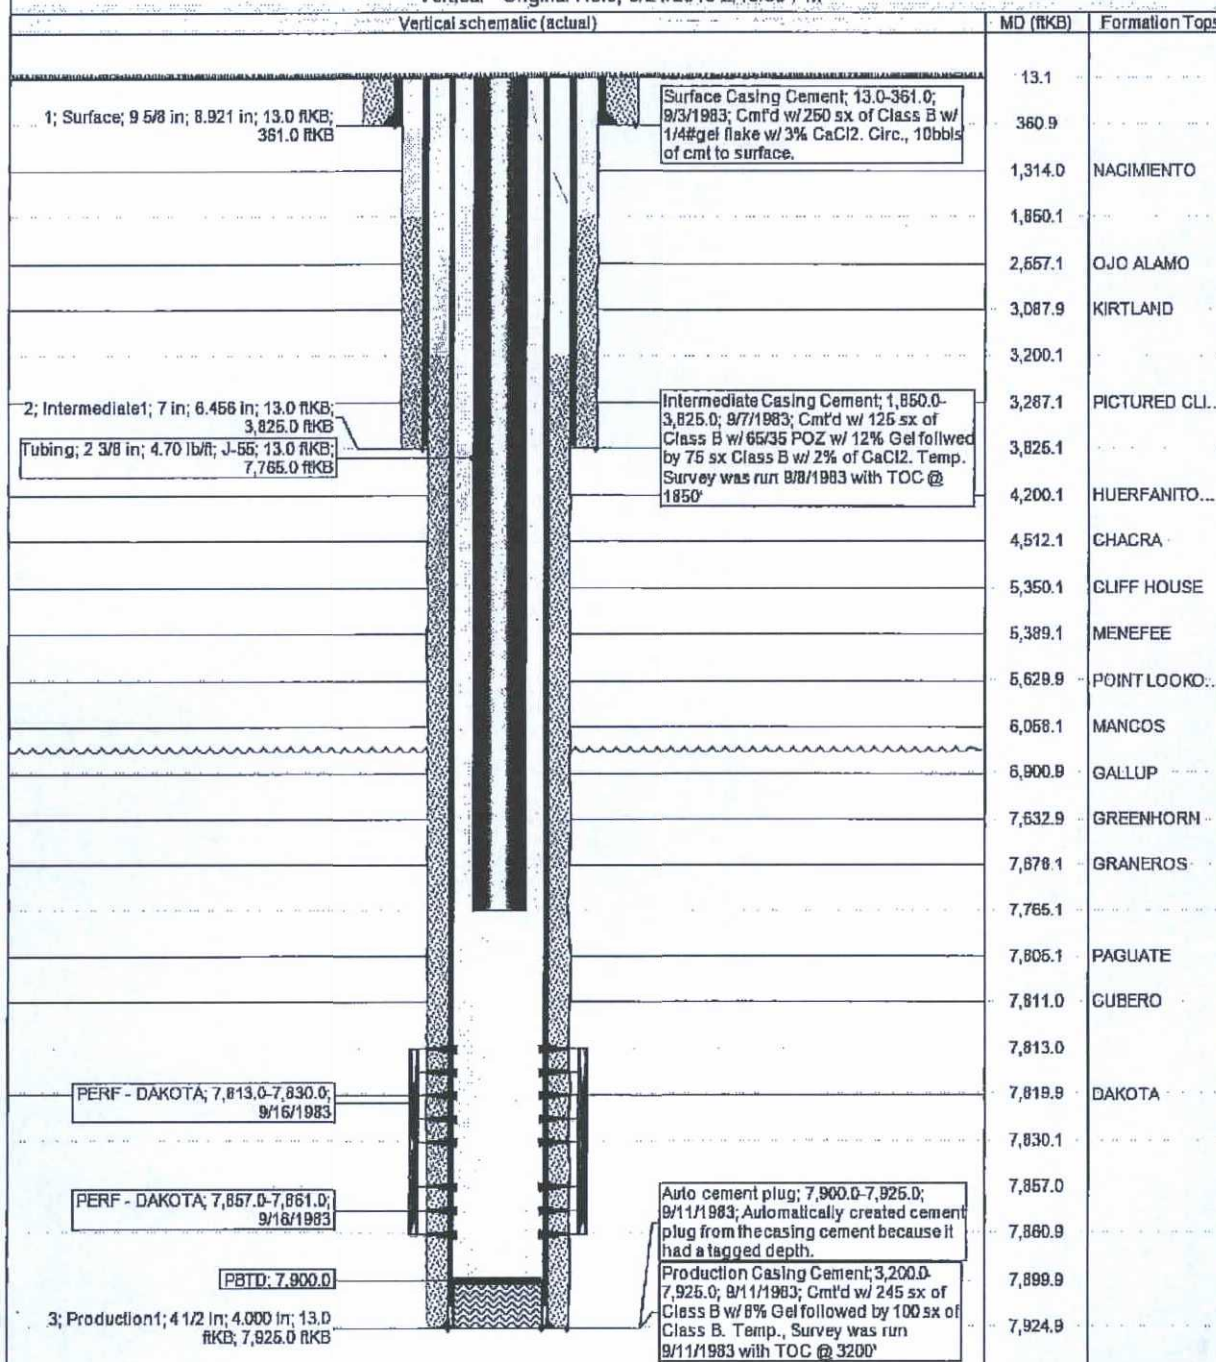 Vertical schematic (actual)
MD (ftKB)
Formation Tops
13.1
1; Surface; 9 5/8 in; 8.921 in; 13.0 ftKB;
361.0 ftKB
Surface Casing Cement; 13.0-361.0;
9/3/1983; Cmt'd w/ 250 sx of Class B w/
1/4#gel flake w/ 3% CaCl2. Circ., 10bbls
of cmt to surface.
360.9
1,314.0 NACIMIENTO
1,850.1
2,657.1 OJO ALAMO
3,087.9 KIRTLAND
3,200.1
2; Intermediate1; 7 in; 6.456 in; 13.0 ftKB;
3,825.0 ftKB
Intermediate Casing Cement; 1,850.0-
3,825.0; 9/7/1983; Cmt'd w/ 125 sx of
Class B w/ 65/35 POZ w/ 12% Gel follwed
by 75 sx Class B w/ 2% of CaCl2. Temp.
Survey was run 9/8/1983 with TOC @
1850'
3,287.1 PICTURED CLI...
Tubing; 2 3/8 in; 4.70 lb/ft; J-55; 13.0 ftKB;
7,765.0 ftKB
3,825.1
4,200.1 HUERFANITO...
4,512.1 CHACRA
5,350.1 CLIFF HOUSE
5,389.1 MENEFEE
5,629.9 POINT LOOKO...
6,058.1 MANCOS
6,900.9 GALLUP
7,632.9 GREENHORN
7,678.1 GRANEROS
7,765.1
7,805.1 PAGUATE
7,811.0 CUBERO
7,813.0
PERF - DAKOTA; 7,813.0-7,830.0;
9/16/1983
7,819.9 DAKOTA
7,830.1
PERF - DAKOTA; 7,857.0-7,861.0;
9/16/1983
7,857.0
Auto cement plug; 7,900.0-7,925.0;
9/11/1983; Automatically created cement
plug from the casing cement because it
had a tagged depth.
7,860.9
PBTD; 7,900.0
7,899.9
3; Production1; 4 1/2 in; 4.000 in; 13.0
ftKB; 7,925.0 ftKB
Production Casing Cement; 3,200.0-
7,925.0; 9/11/1983; Cmt'd w/ 245 sx of
Class B w/ 8% Gel followed by 100 sx of
Class B. Temp., Survey was run
9/11/1983 with TOC @ 3200'
7,924.9